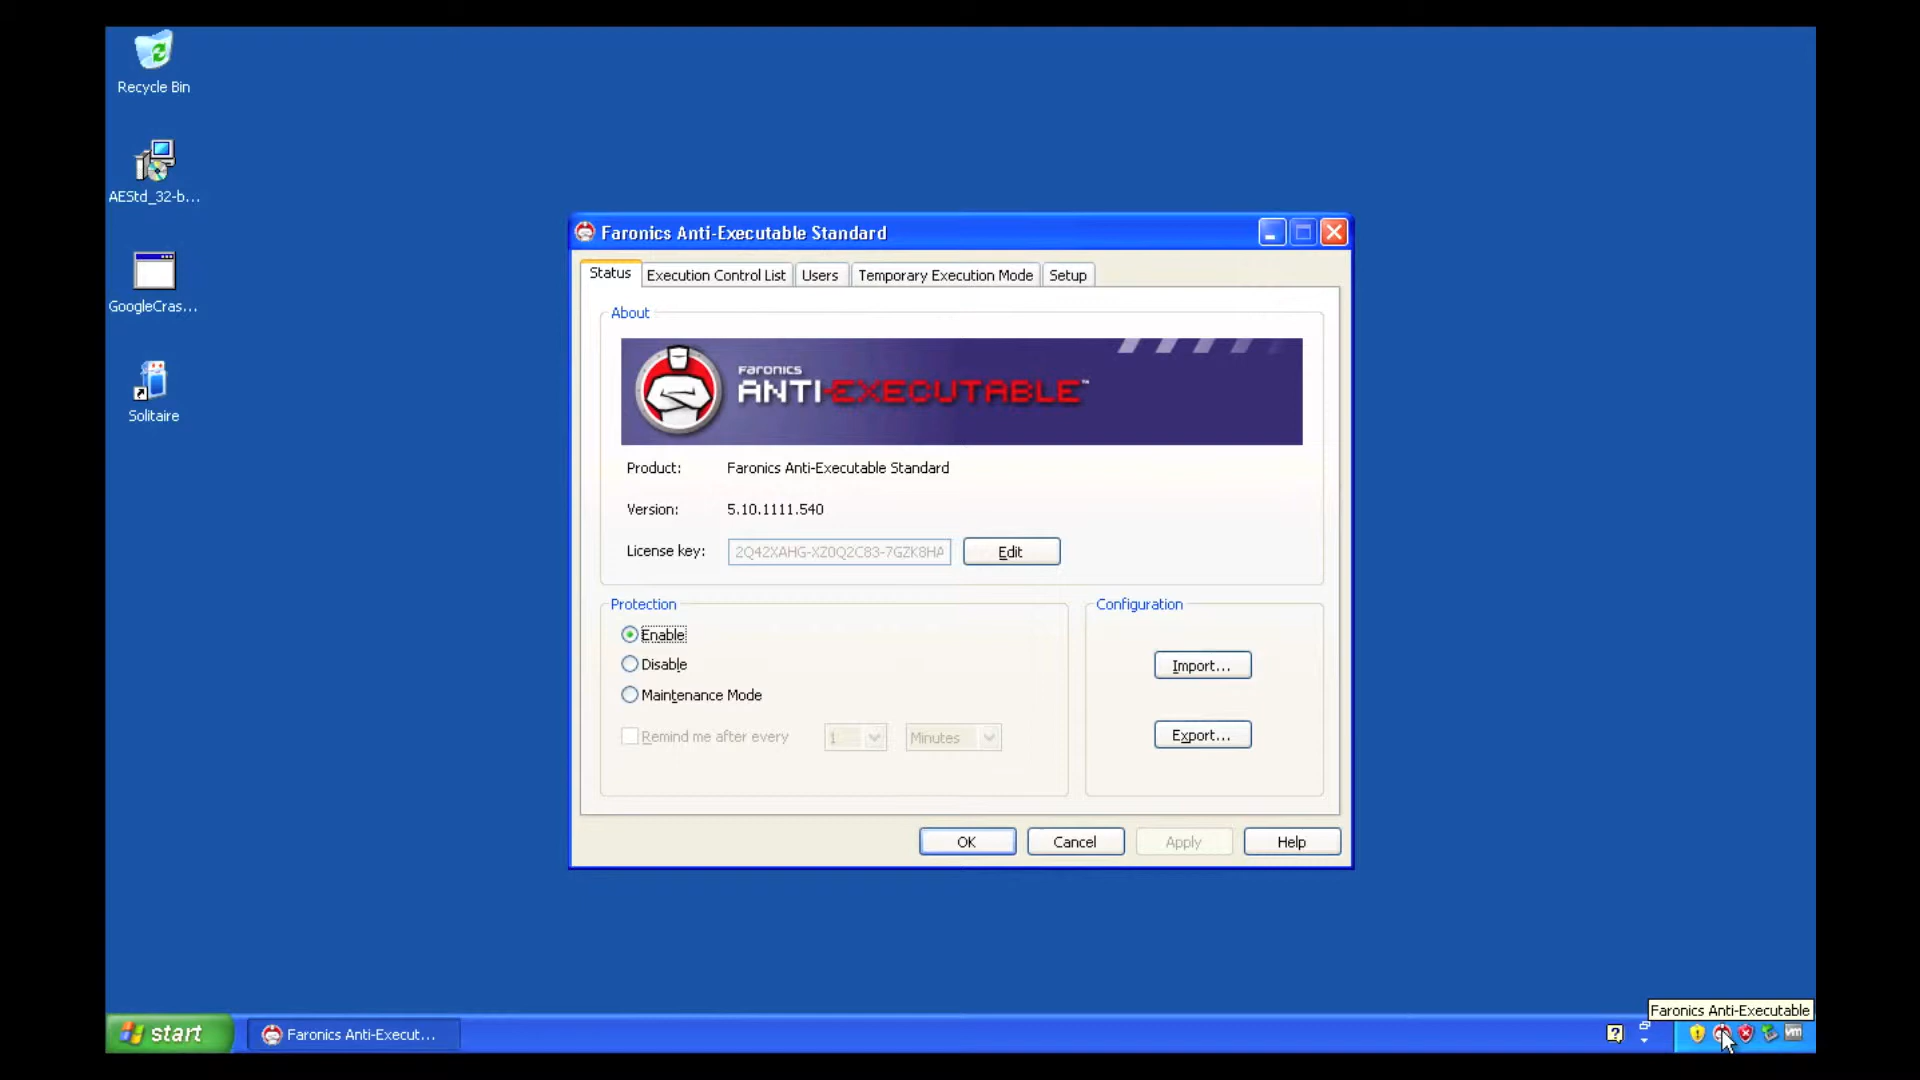 Recycle Bin
AEStd_32-b...
GoogleCras...
Solitaire
Faronics Anti-Executable Standard
Status
Execution Control List
Users
Temporary Execution Mode
Setup
About
FARONICS
ANTI-EXECUTABLE™
Product: Faronics Anti-Executable Standard
Version: 5.10.1111.540
License key: 2Q42XAHG-XZ0Q2C83-7GZK8HA
Edit
Protection
Enable
Disable
Maintenance Mode
Remind me after every 1 Minutes
Configuration
Import...
Export...
OK
Cancel
Apply
Help
Faronics Anti-Executable
start
Faronics Anti-Execut...
vm